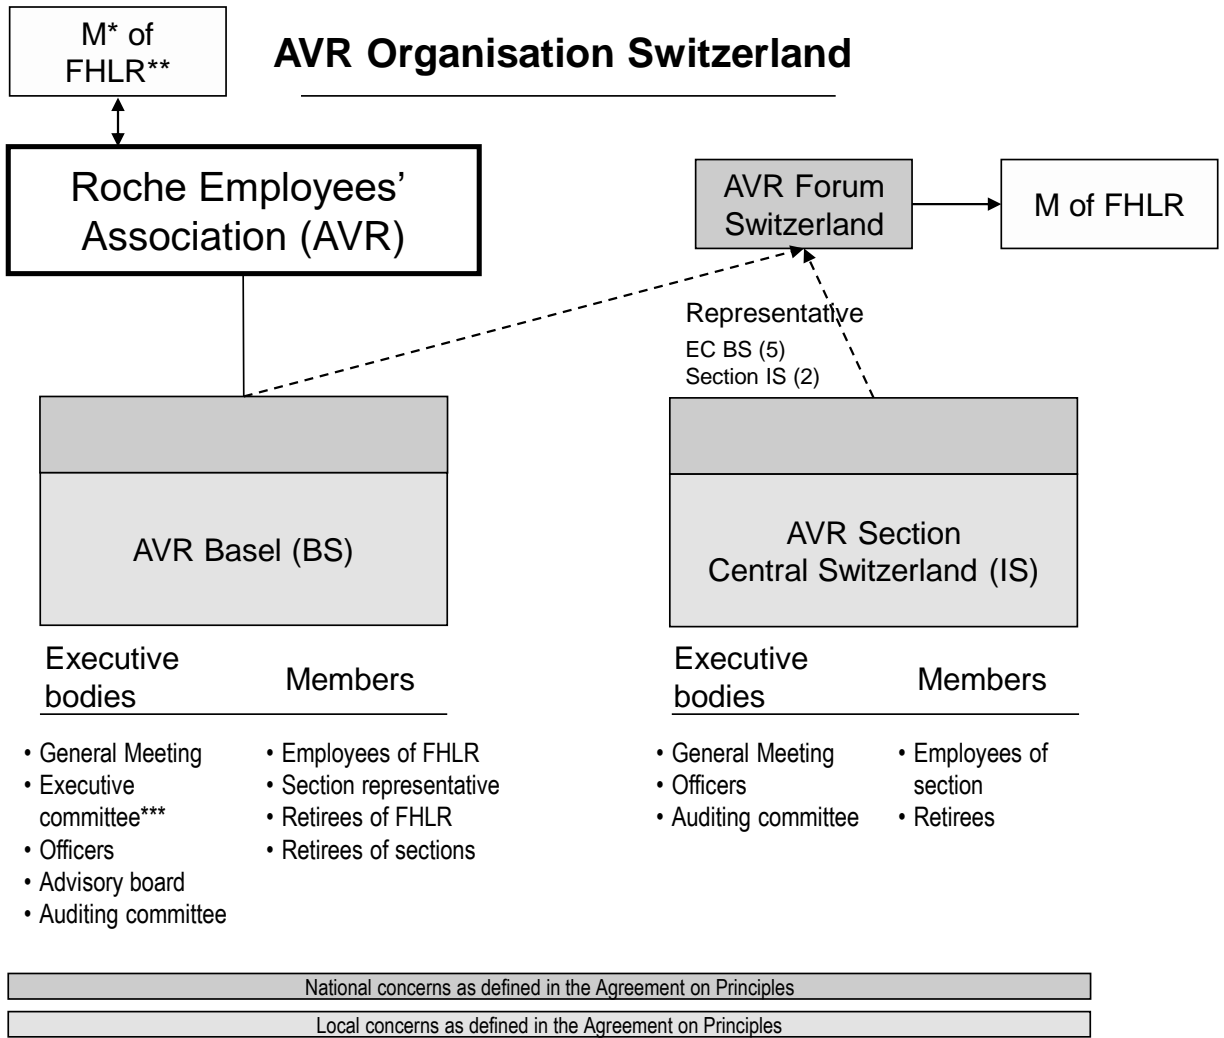 M* of
FHLR**
AVR Organisation Switzerland
Roche Employees’
Association (AVR)
AVR Forum
Switzerland
M of FHLR
Representative
EC BS (5)
Section IS (2)
AVR Basel (BS)
AVR Section
Central Switzerland (IS)
Executive
bodies
Members
• General Meeting
• Executive
committee***
• Officers
• Advisory board
• Auditing committee
• Employees of FHLR
• Section representative
• Retirees of FHLR
• Retirees of sections
Executive
bodies
Members
• General Meeting
• Officers
• Auditing committee
• Employees of
section
• Retirees
National concerns as defined in the Agreement on Principles
Local concerns as defined in the Agreement on Principles